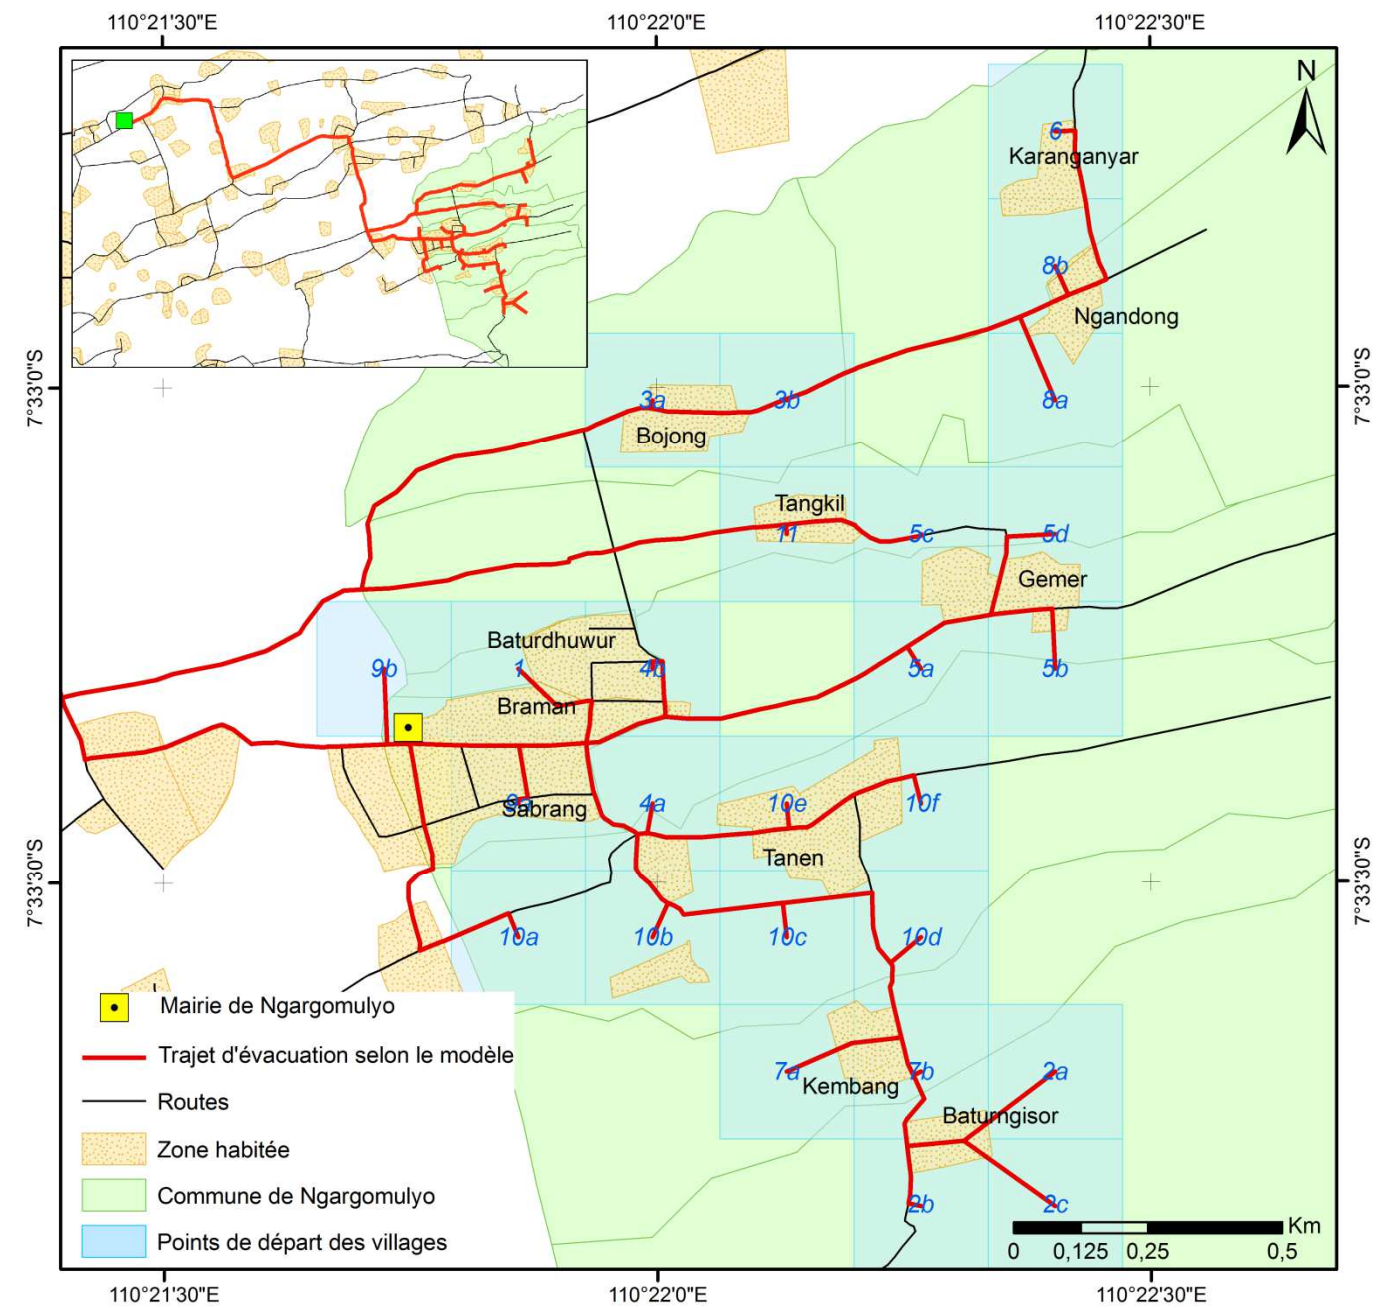 110°21'30"E
110°22'0"E
110°22'30"E
N
6
Karanganyar
8b
Ngandong
7°33'0"S
7°33'0"S
3a
3b
8a
Bojong
Tangkil
11
5c
5d
Gemer
Baturdhuwur
9b
1
4b
5a
5b
Braman
9a
Sabrang
4a
10e
10f
Tanen
7°33'30"S
7°33'30"S
10a
10b
10c
10d
Mairie de Ngargomulyo
Trajet d'évacuation selon le modèle
Routes
Zone habitée
Commune de Ngargomulyo
Points de départ des villages
7a
7b
2a
Kembang
Baturngisor
2b
2c
Km
0
0,125
0,25
0,5
110°21'30"E
110°22'0"E
110°22'30"E